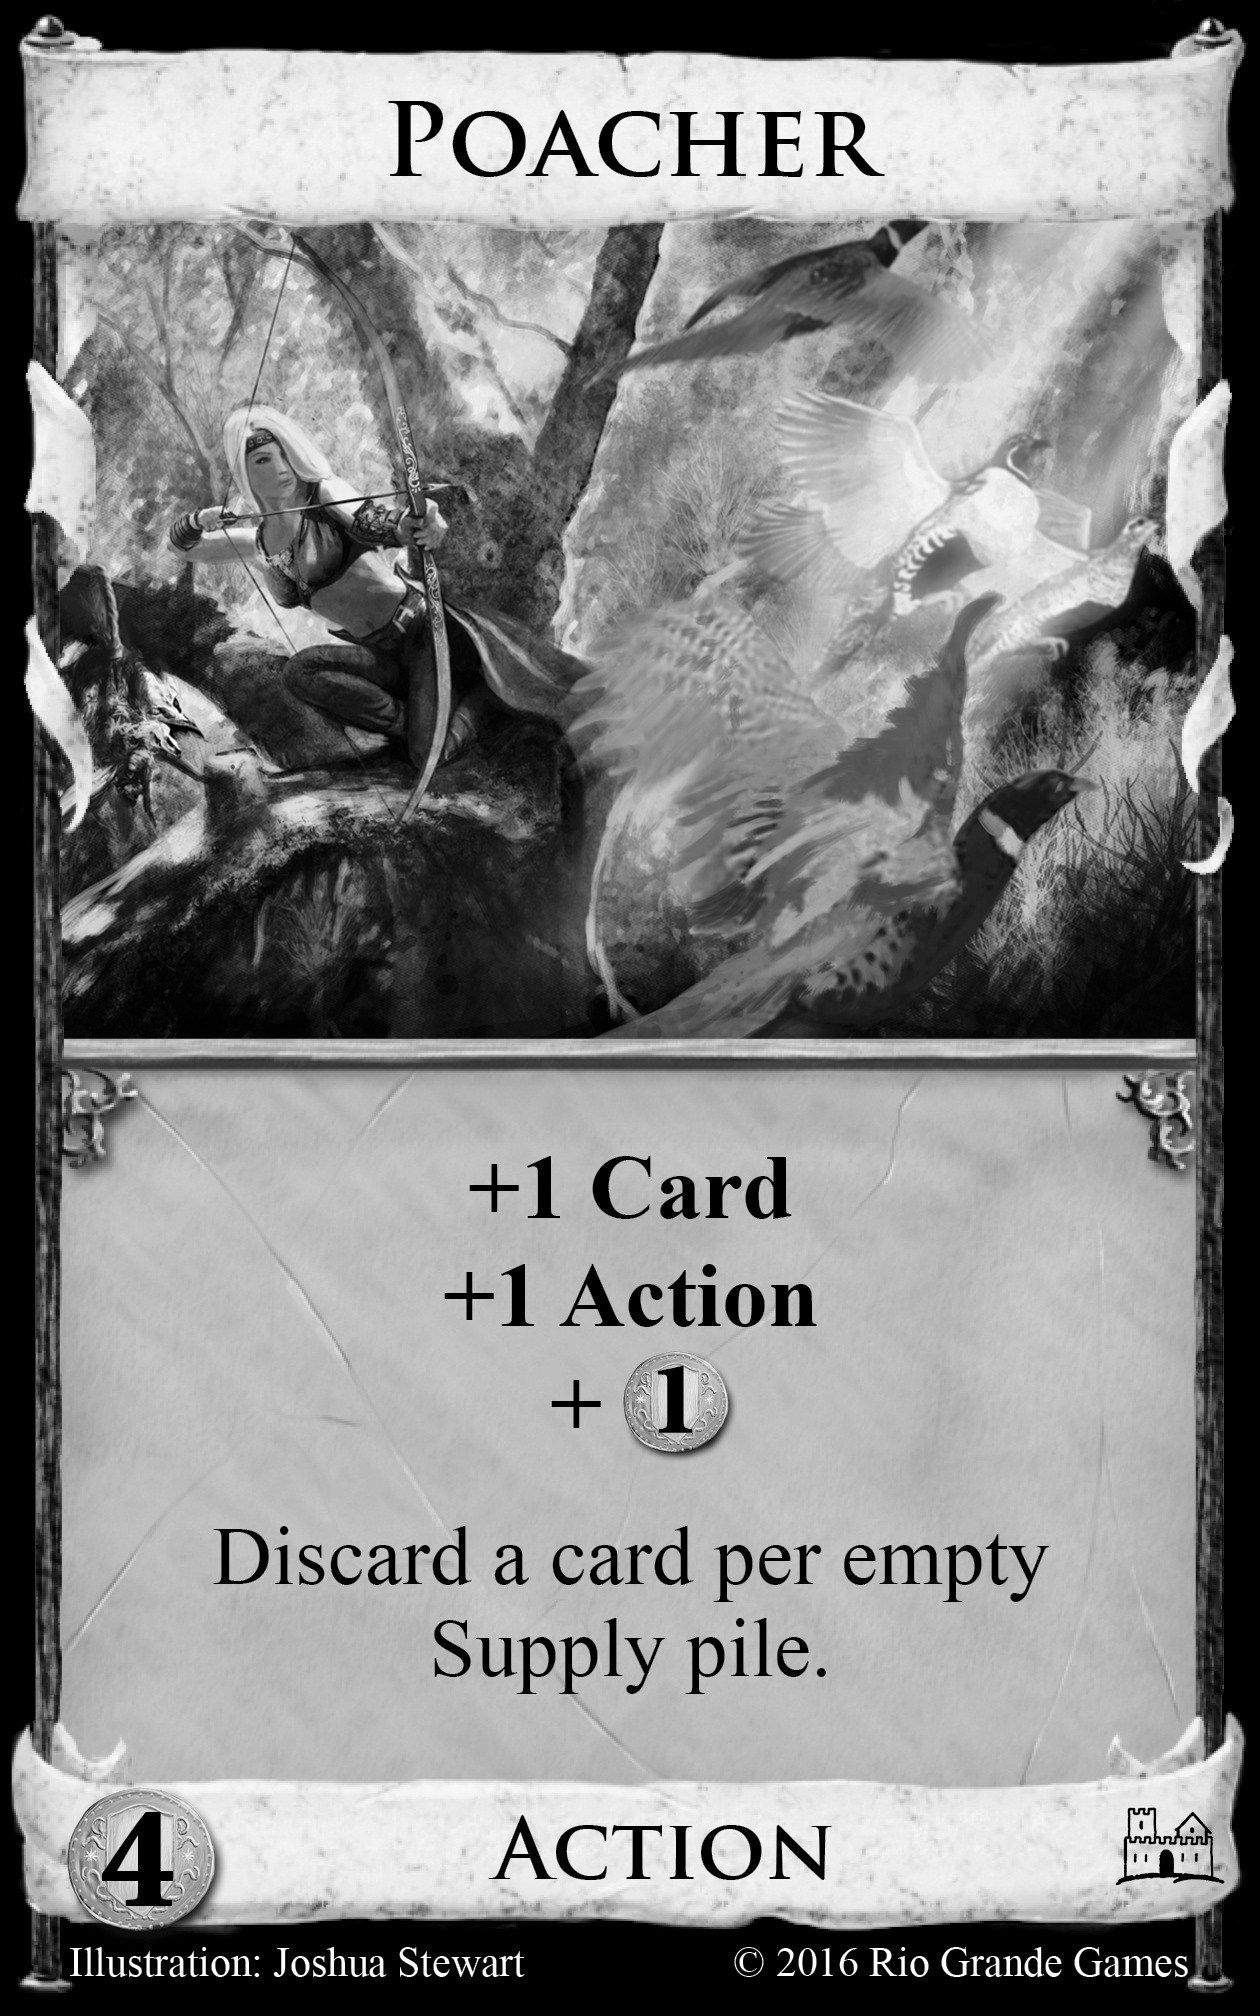 POACHER
+1 Card
+1 Action
+ 1
Discard a card per empty
Supply pile.
4 ACTION
Illustration: Joshua Stewart © 2016 Rio Grande Games